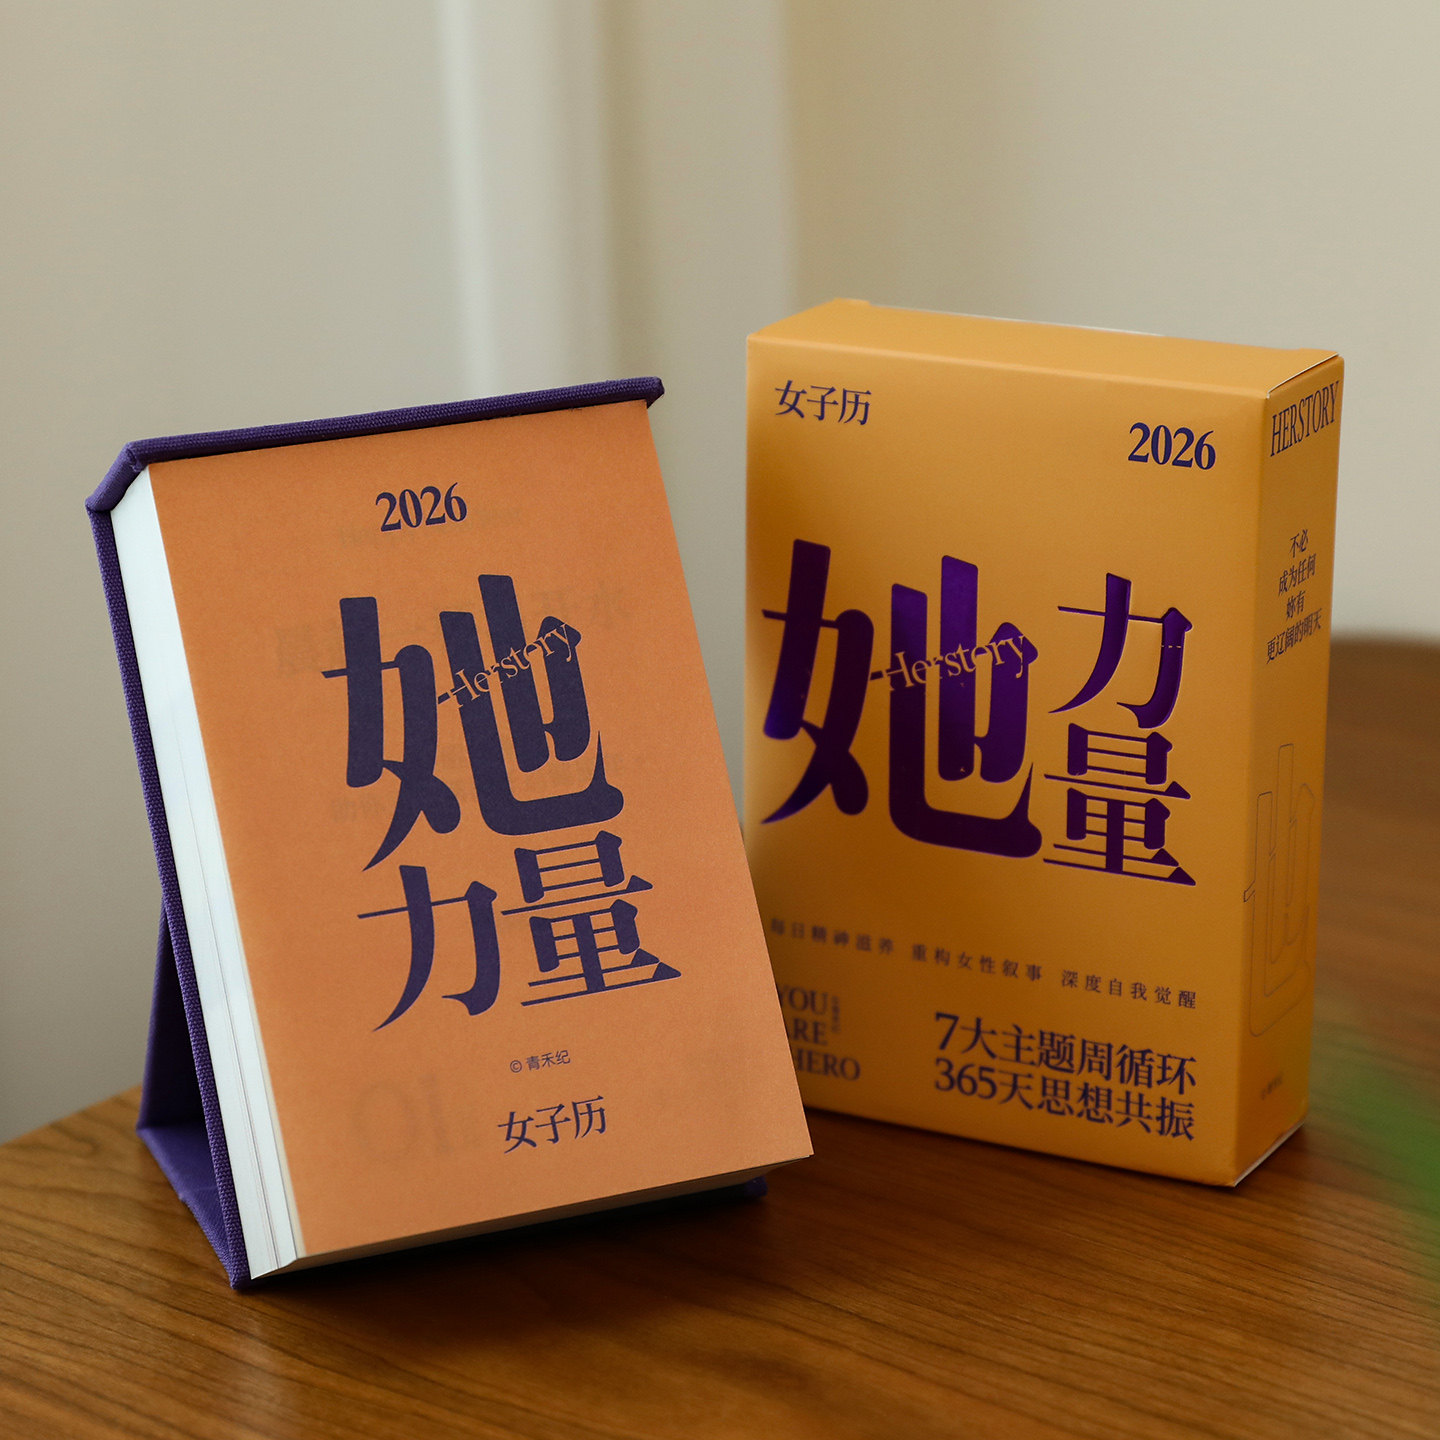 2026
她
Herstory
力量
© 青禾纪
女子历
女子历
2026
她力量
Herstory
每日精神滋养 重构女性叙事 深度自我觉醒
YOU
ARE
HERO
7大主题周循环
365天思想共振
HERSTORY
不必
成为任何
妳有
更辽阔的明天